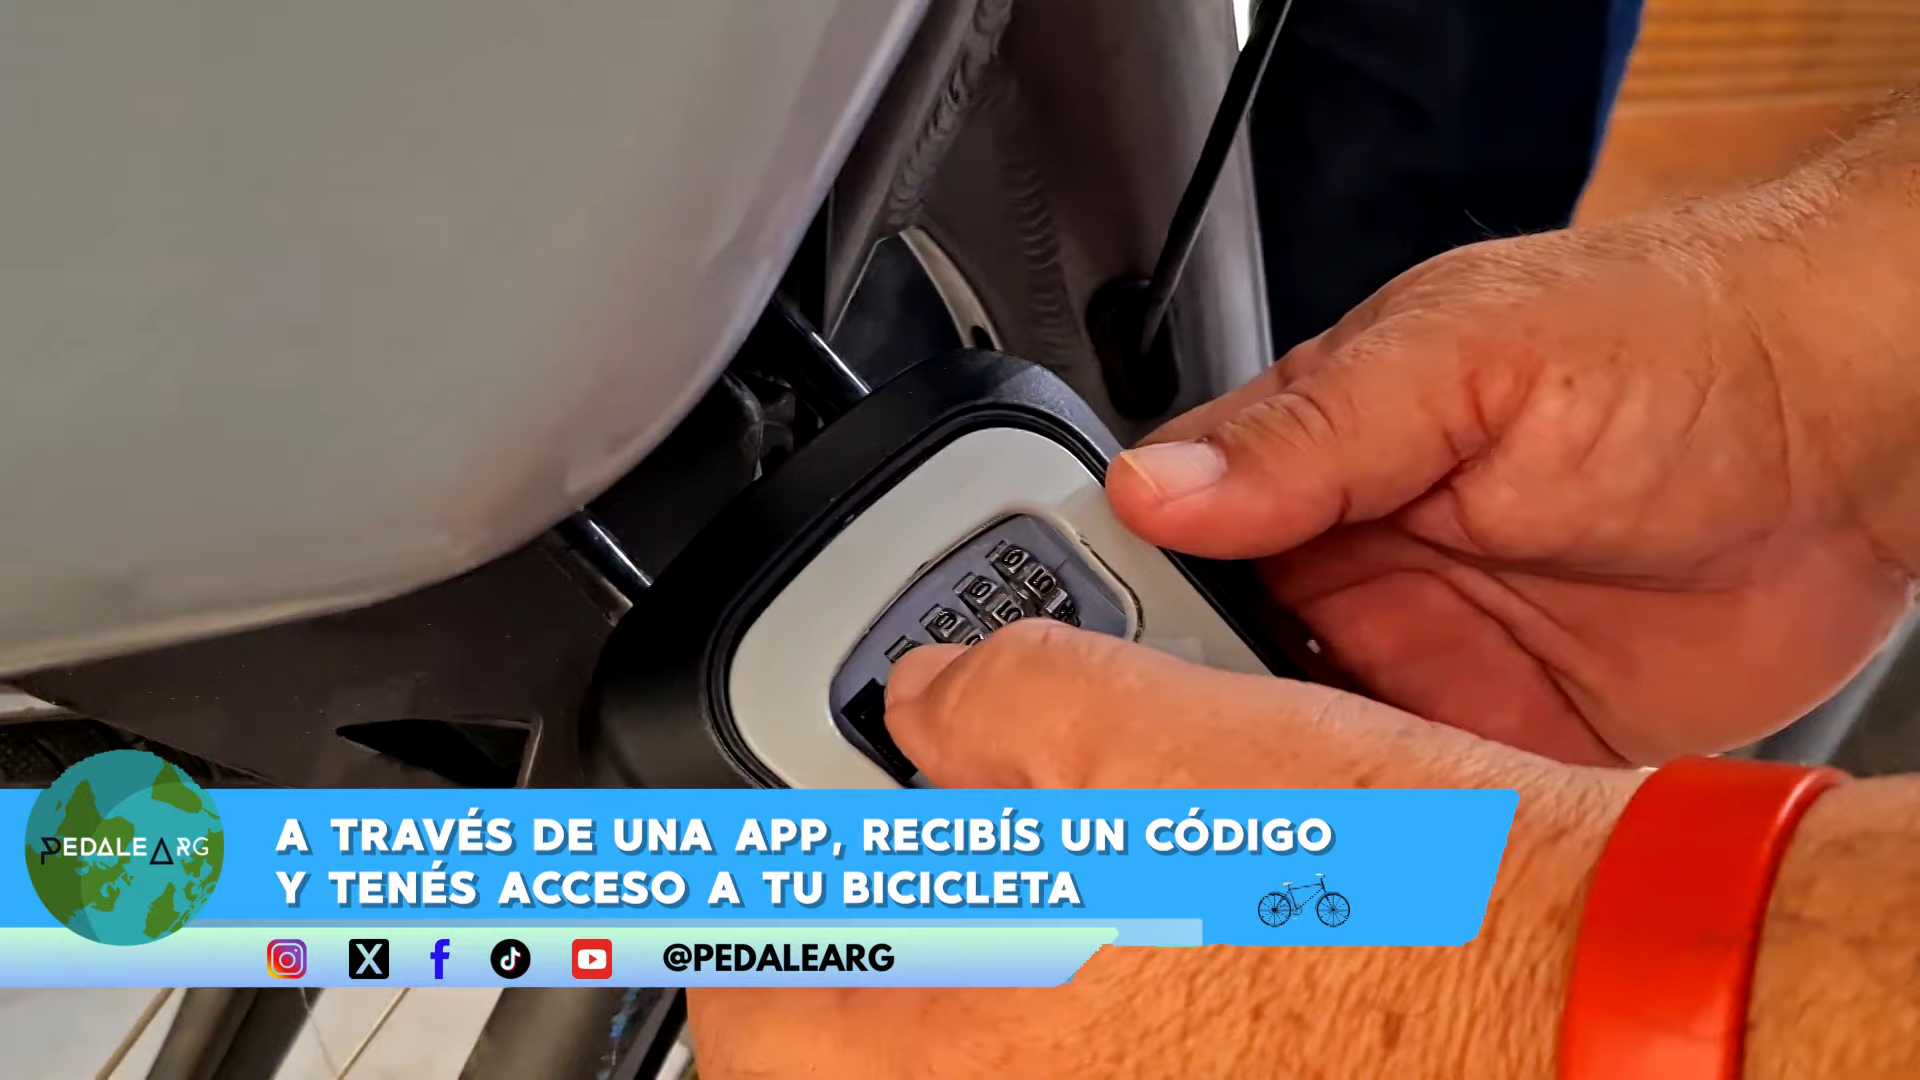 A TRAVÉS DE UNA APP, RECIBÍS UN CÓDIGO
Y TENÉS ACCESO A TU BICICLETA
PEDALEARG
@PEDALEARG